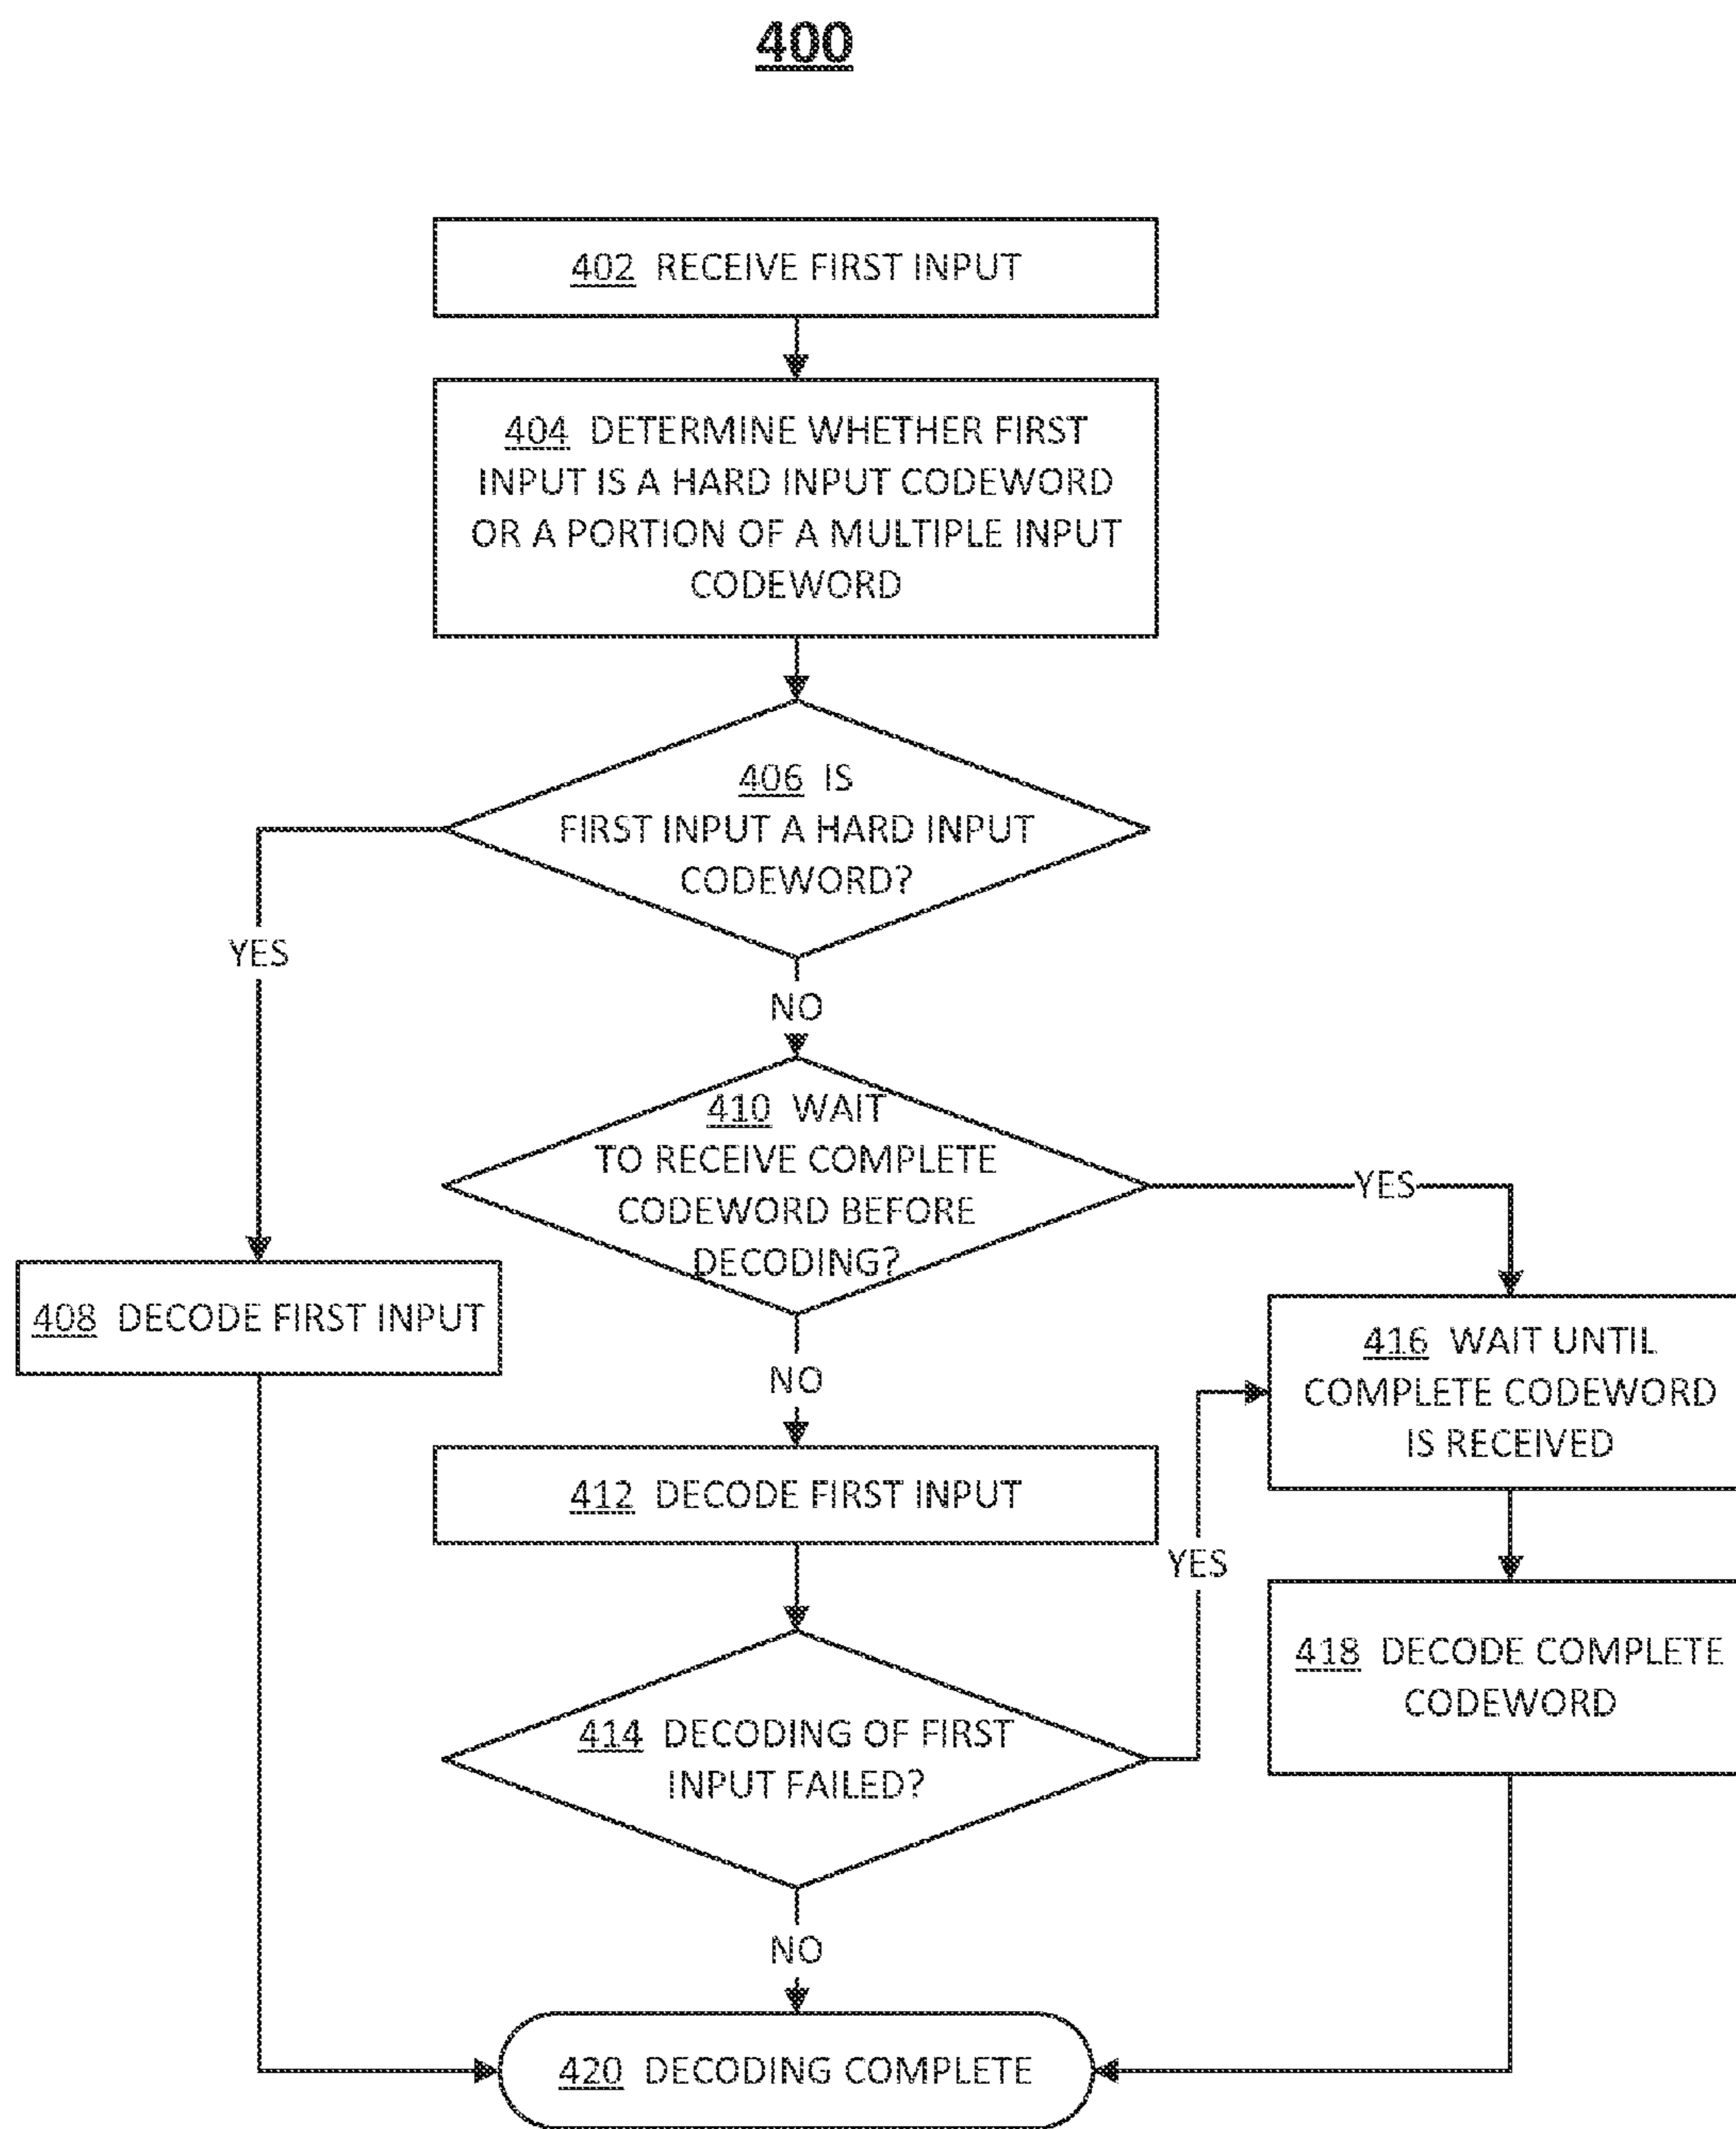 400
402 RECEIVE FIRST INPUT
404 DETERMINE WHETHER FIRST
INPUT IS A HARD INPUT CODEWORD
OR A PORTION OF A MULTIPLE INPUT
CODEWORD
406 IS
FIRST INPUT A HARD INPUT
CODEWORD?
YES
NO
410 WAIT
TO RECEIVE COMPLETE
CODEWORD BEFORE
DECODING?
YES
408 DECODE FIRST INPUT
NO
416 WAIT UNTIL
COMPLETE CODEWORD
IS RECEIVED
412 DECODE FIRST INPUT
YES
418 DECODE COMPLETE
CODEWORD
414 DECODING OF FIRST
INPUT FAILED?
NO
420 DECODING COMPLETE